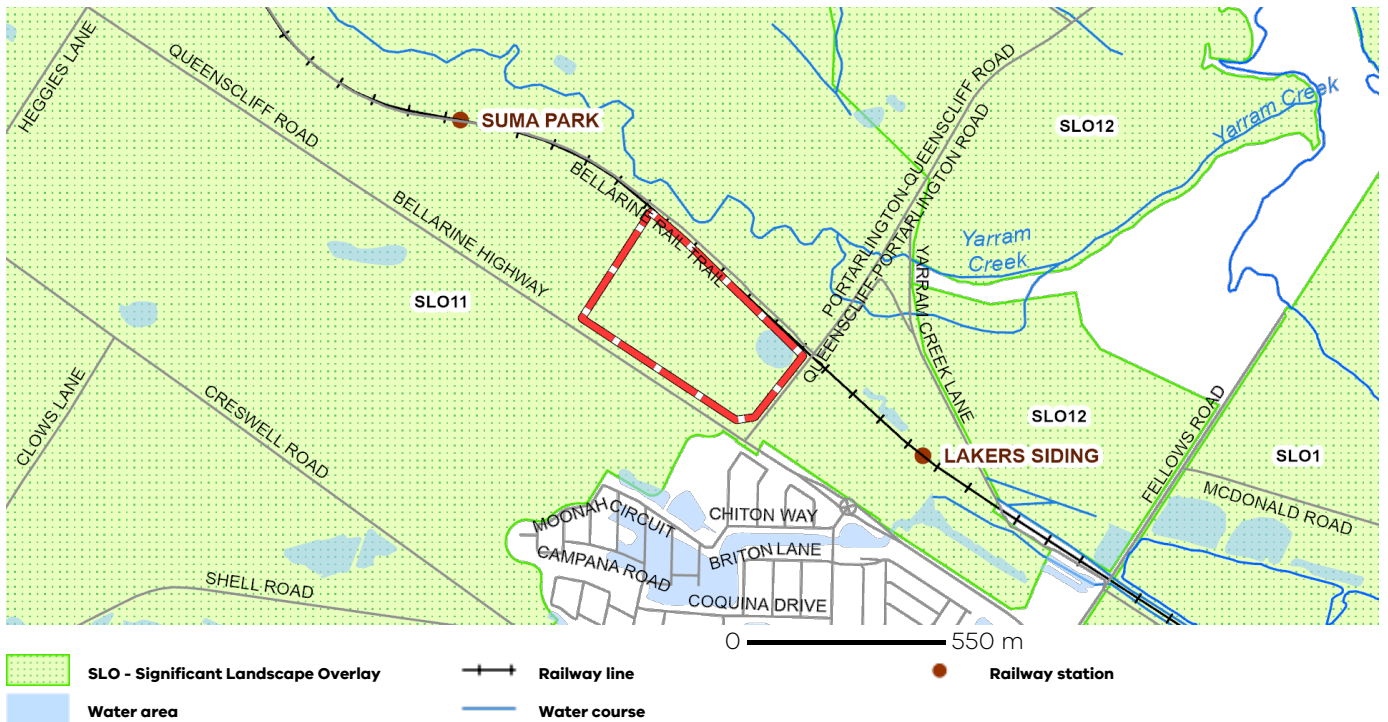 HEGGIES LANE
QUEENSCLIFF ROAD
SUMA PARK
BELLARINE RAIL TRAIL
BELLARINE HIGHWAY
PORTARLINGTON-QUEENSCLIFF ROAD
QUEENSCLIFF-PORTARLINGTON ROAD
SLO12
Yarram Creek
Yarram
Creek
YARRAM CREEK LANE
SLO11
CLOWS LANE
CRESWELL ROAD
SLO12
LAKERS SIDING
FELLOWS ROAD
SLO1
MCDONALD ROAD
MOONAH CIRCUIT
CHITON WAY
CAMPANA ROAD
BRITON LANE
SHELL ROAD
COQUINA DRIVE
0 550 m
SLO - Significant Landscape Overlay
Railway line
Railway station
Water area
Water course